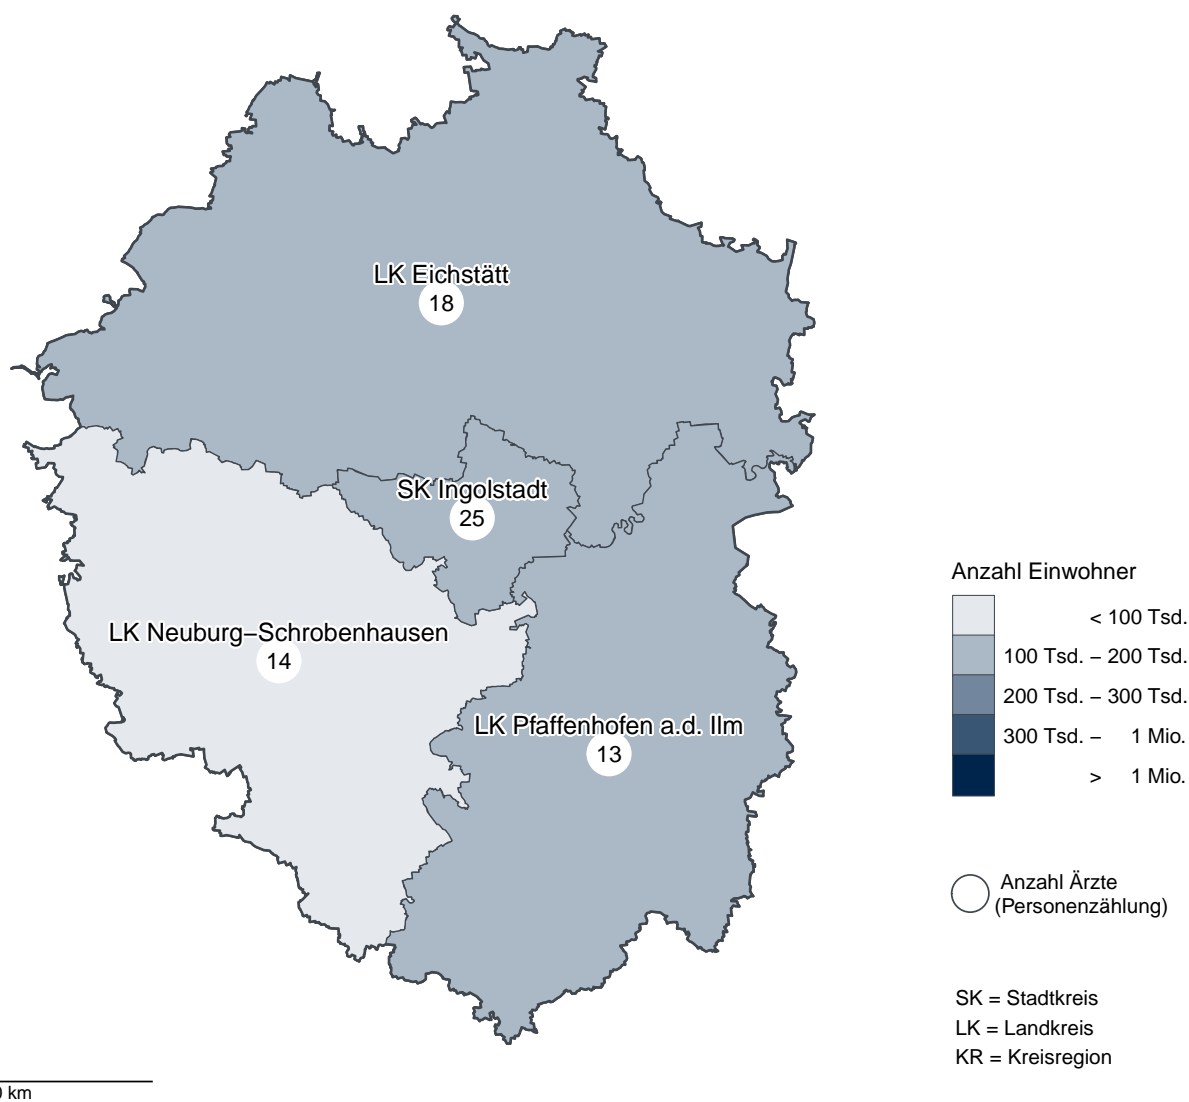 LK Eichstätt
18
SK Ingolstadt
25
LK Neuburg–Schrobenhausen
14
LK Pfaffenhofen a.d. Ilm
13
Anzahl Einwohner
< 100 Tsd.
100 Tsd. – 200 Tsd.
200 Tsd. – 300 Tsd.
300 Tsd. – 1 Mio.
> 1 Mio.
Anzahl Ärzte
(Personenzählung)
SK = Stadtkreis
LK = Landkreis
KR = Kreisregion
km